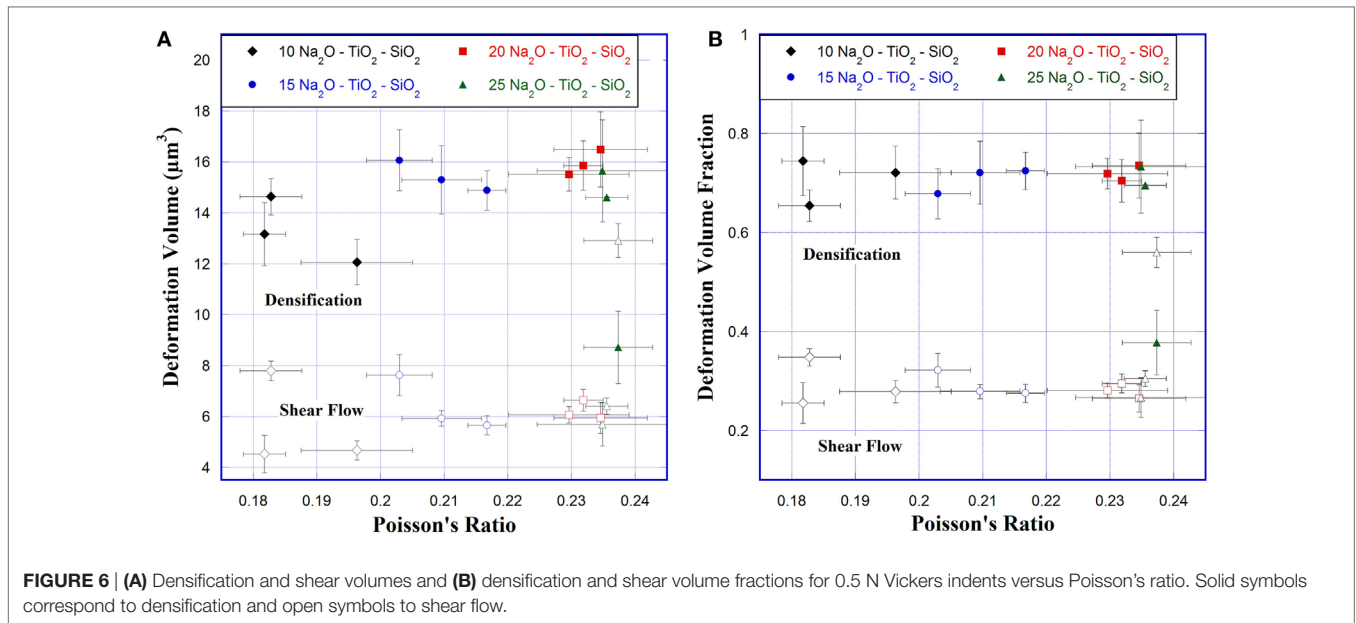 A
10 Na₂O - TiO₂ - SiO₂
20 Na₂O - TiO₂ - SiO₂
15 Na₂O - TiO₂ - SiO₂
25 Na₂O - TiO₂ - SiO₂
20
18
16
14
12
10
8
6
4
Deformation Volume (μm³)
Densification
Shear Flow
0.18
0.19
0.2
0.21
0.22
0.23
0.24
Poisson's Ratio
B
10 Na₂O - TiO₂ - SiO₂
20 Na₂O - TiO₂ - SiO₂
15 Na₂O - TiO₂ - SiO₂
25 Na₂O - TiO₂ - SiO₂
1
0.8
0.6
0.4
0.2
Deformation Volume Fraction
Densification
Shear Flow
0.18
0.19
0.2
0.21
0.22
0.23
0.24
Poisson's Ratio
FIGURE 6 | (A) Densification and shear volumes and (B) densification and shear volume fractions for 0.5 N Vickers indents versus Poisson's ratio. Solid symbols
correspond to densification and open symbols to shear flow.